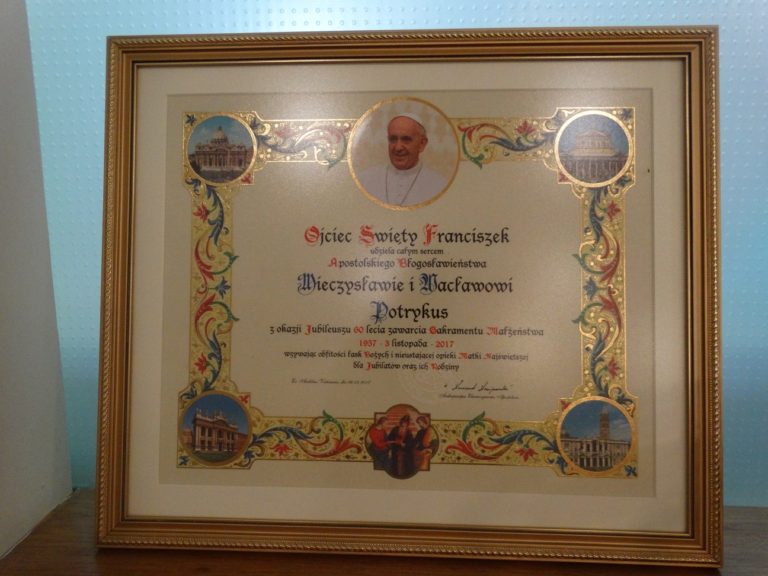 Ojciec Święty Franciszek
udziela całym sercem
Apostolskiego Błogosławieństwa
Mieczysławie i Wacławowi
Potrykus
z okazji Jubileuszu 60 lecia zawarcia Sakramentu Małżeństwa
1957 - 3 listopada - 2017
wzywając obfitości łask Bożych i nieustającej opieki Matki Najświętszej
dla Jubilatów oraz ich Rodziny